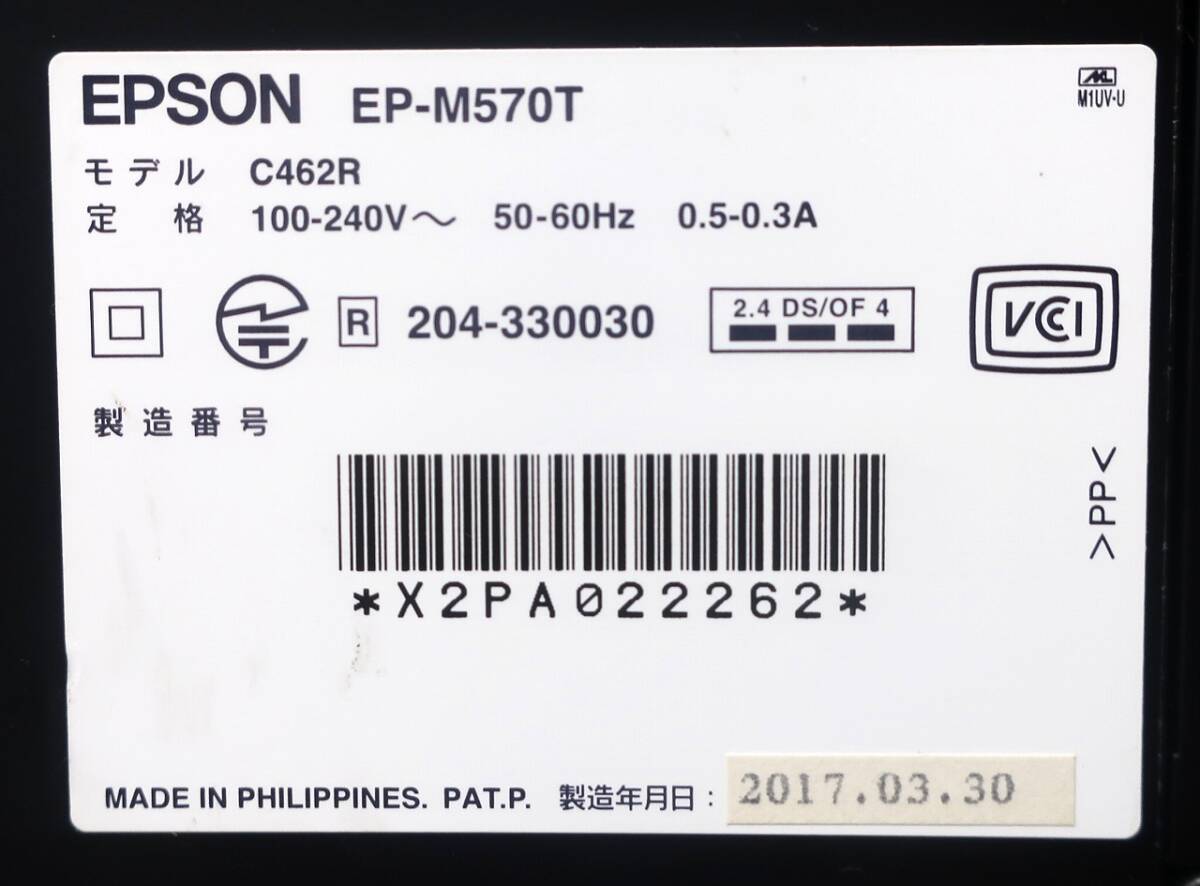 EPSON EP-M570T
M1UV-U
モデル C462R
定格 100-240V～ 50-60Hz 0.5-0.3A
R 204-330030
2.4 DS/OF 4
VCCI
製造番号
*X2PA022262*
>PP<
MADE IN PHILIPPINES. PAT.P. 製造年月日：2017.03.30